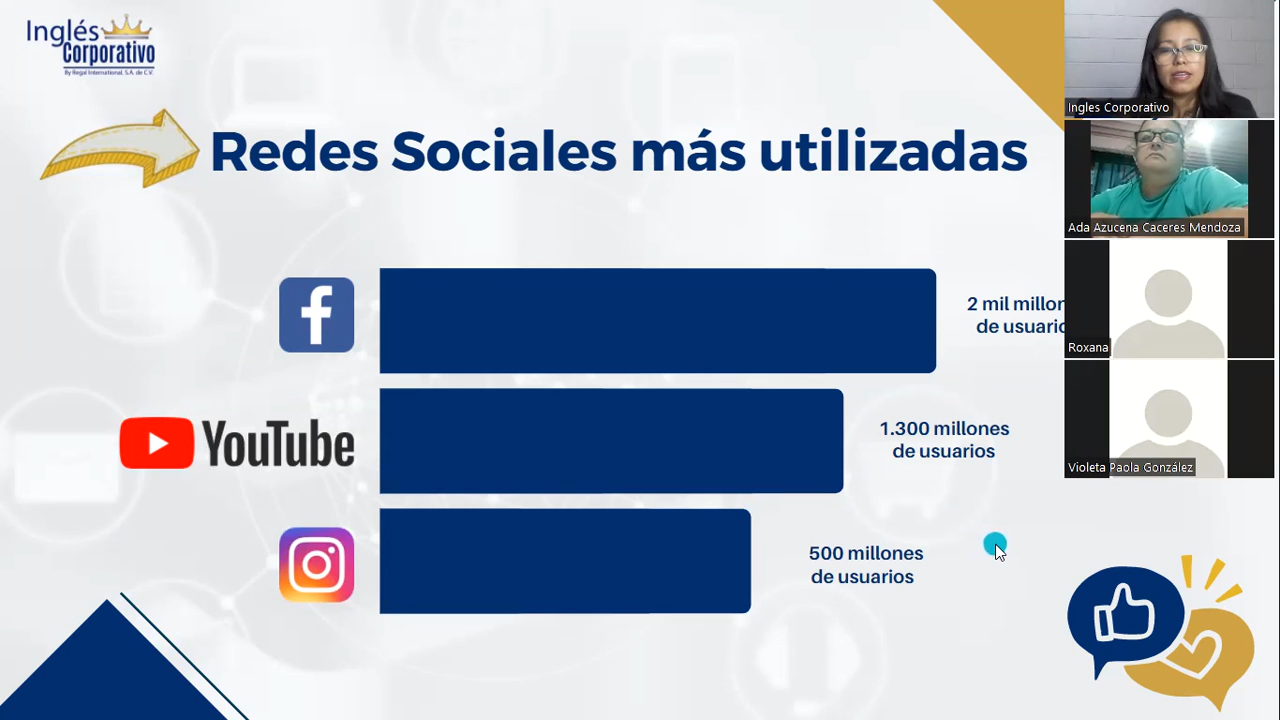 Inglés
Corporativo
By Regal International, S.A. de C.V.
Redes Sociales más utilizadas
2 mil millon
de usuario
YouTube
1.300 millones
de usuarios
500 millones
de usuarios
Ingles Corporativo
Ada Azucena Caceres Mendoza
Roxana
Violeta Paola González